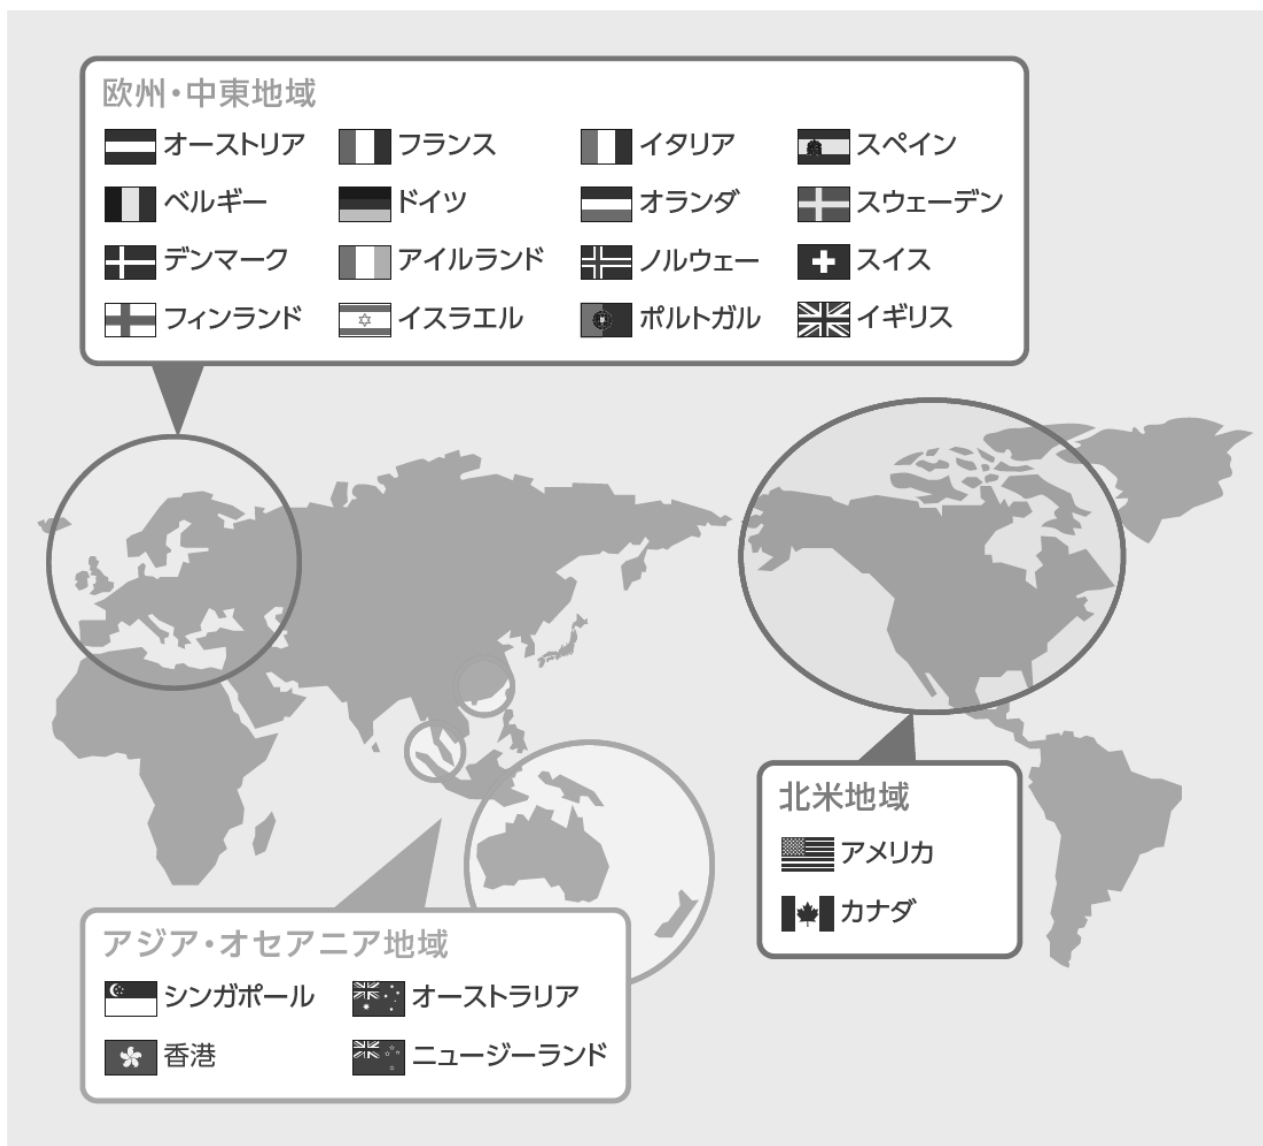 欧州・中東地域
オーストリア フランス イタリア スペイン
ベルギー ドイツ オランダ スウェーデン
デンマーク アイルランド ノルウェー スイス
フィンランド イスラエル ポルトガル イギリス
北米地域
アメリカ
カナダ
アジア・オセアニア地域
シンガポール オーストラリア
香港 ニュージーランド